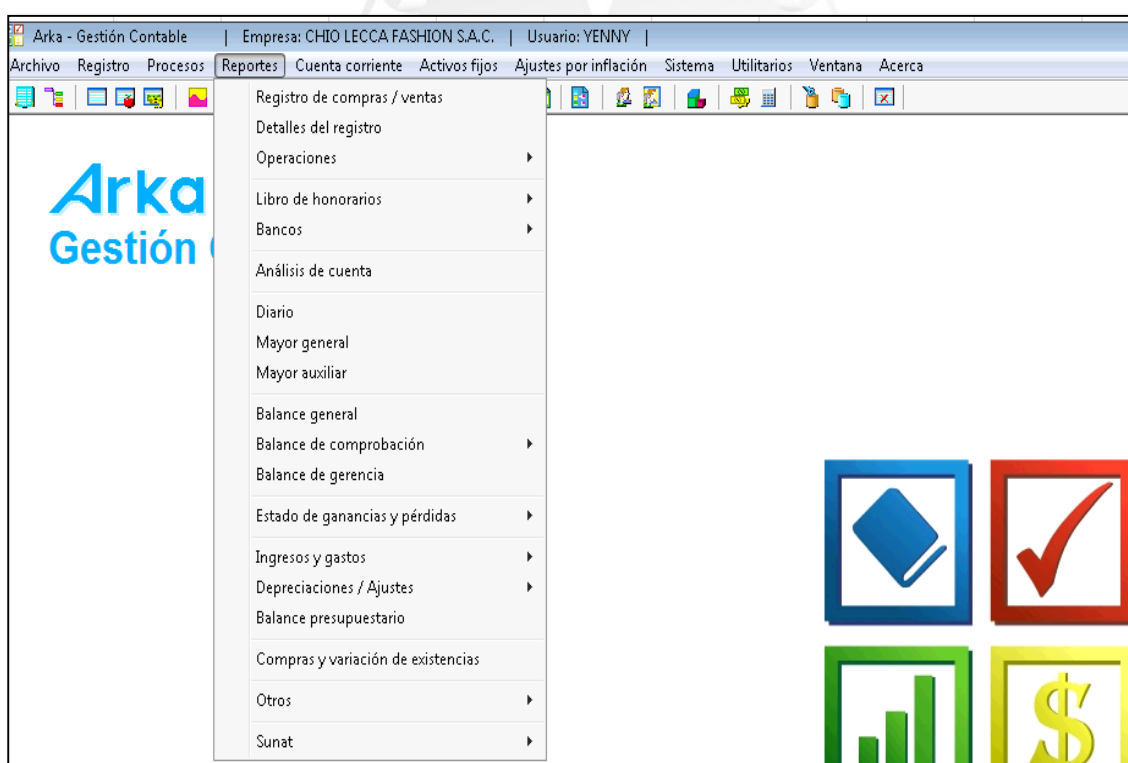 Arka - Gestión Contable | Empresa: CHIO LECCA FASHION S.A.C. | Usuario: YENNY |
Archivo Registro Procesos Reportes Cuenta corriente Activos fijos Ajustes por inflación Sistema Utilitarios Ventana Acerca
Registro de compras / ventas
Detalles del registro
Operaciones
Arka
Libro de honorarios
Gestión
Bancos
Análisis de cuenta
Diario
Mayor general
Mayor auxiliar
Balance general
Balance de comprobación
Balance de gerencia
Estado de ganancias y pérdidas
Ingresos y gastos
Depreciaciones / Ajustes
Balance presupuestario
Compras y variación de existencias
Otros
$
Sunat